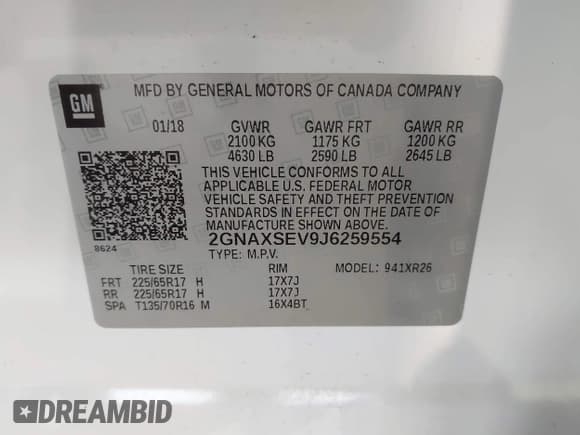 MFD BY GENERAL MOTORS OF CANADA COMPANY
GM
01/18 GVWR GAWR FRT GAWR RR
2100 KG 1175 KG 1200 KG
4630 LB 2590 LB 2645 LB
THIS VEHICLE CONFORMS TO ALL
APPLICABLE U.S. FEDERAL MOTOR
VEHICLE SAFETY AND THEFT PREVENTION
STANDARDS IN EFFECT ON THE DATE
OF MANUFACTURE SHOWN ABOVE.
8624
2GNAXSEV9J6259554
TYPE: M.P.V.
TIRE SIZE RIM MODEL: 941XR26
FRT 225/65R17 H 17X7J
RR 225/65R17 H 17X7J
SPA T135/70R16 M 16X4BT
DREAMBID